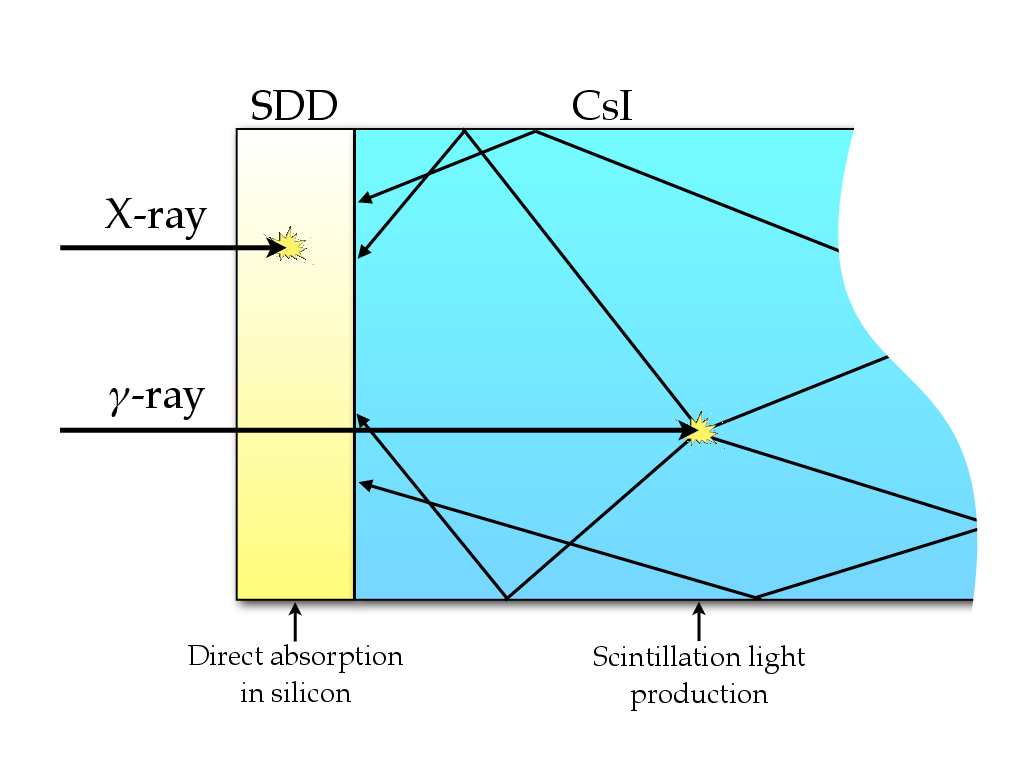 SDD
CsI
X-ray
γ-ray
Direct absorption
in silicon
Scintillation light
production